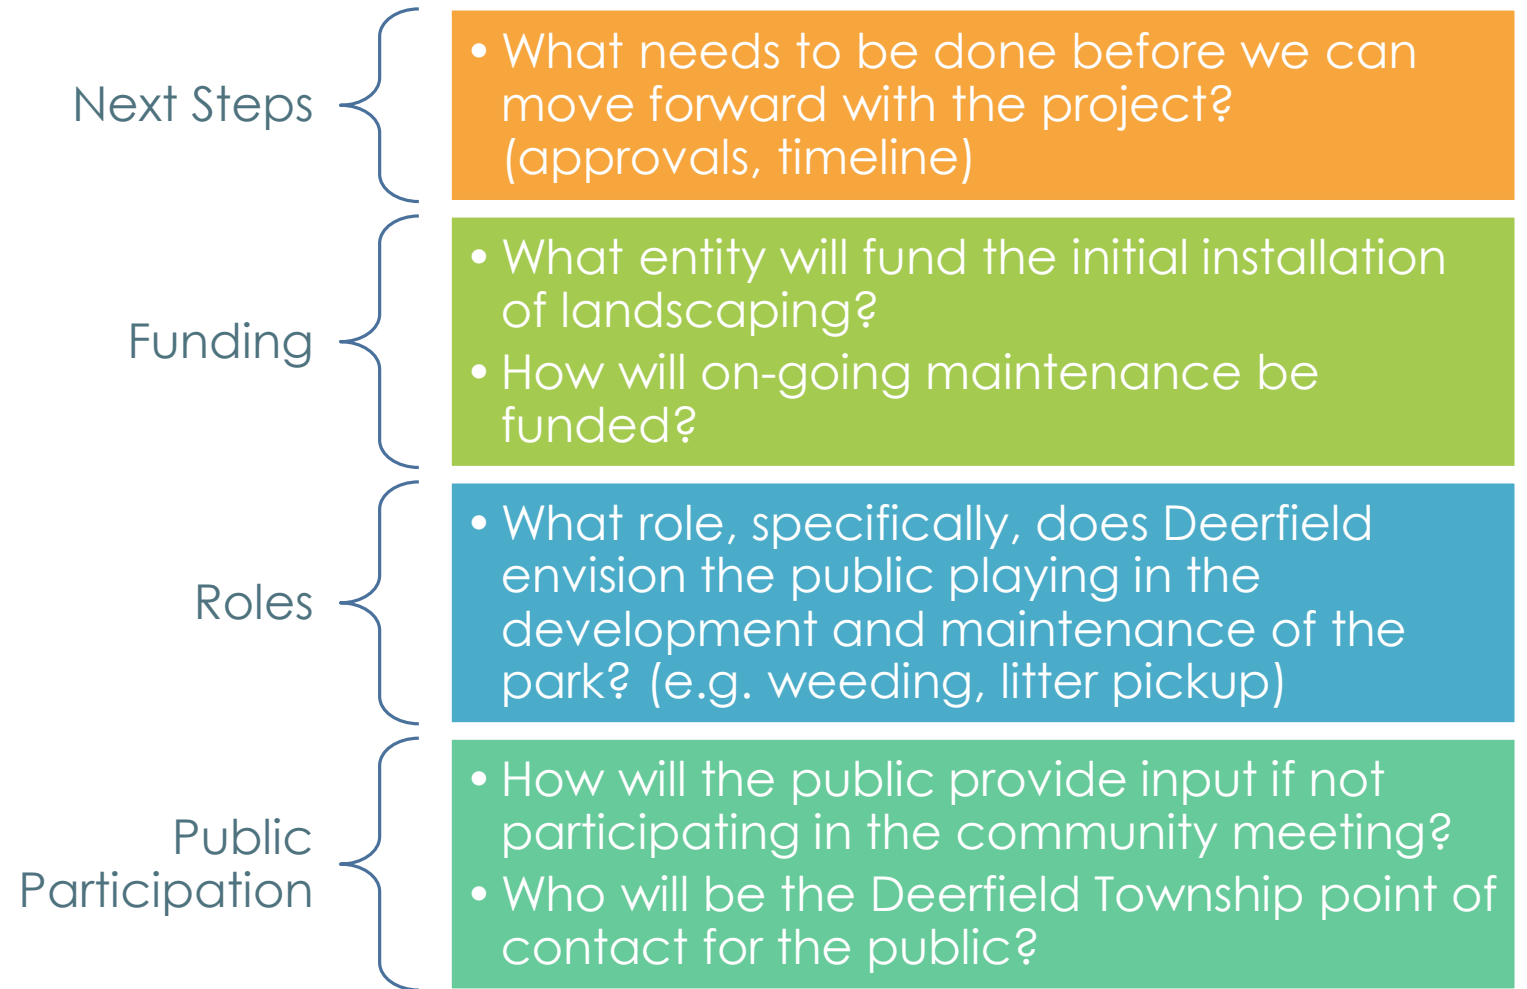 Next Steps
• What needs to be done before we can
move forward with the project?
(approvals, timeline)
Funding
• What entity will fund the initial installation
of landscaping?
• How will on-going maintenance be
funded?
Roles
• What role, specifically, does Deerfield
envision the public playing in the
development and maintenance of the
park? (e.g. weeding, litter pickup)
Public
Participation
• How will the public provide input if not
participating in the community meeting?
• Who will be the Deerfield Township point of
contact for the public?